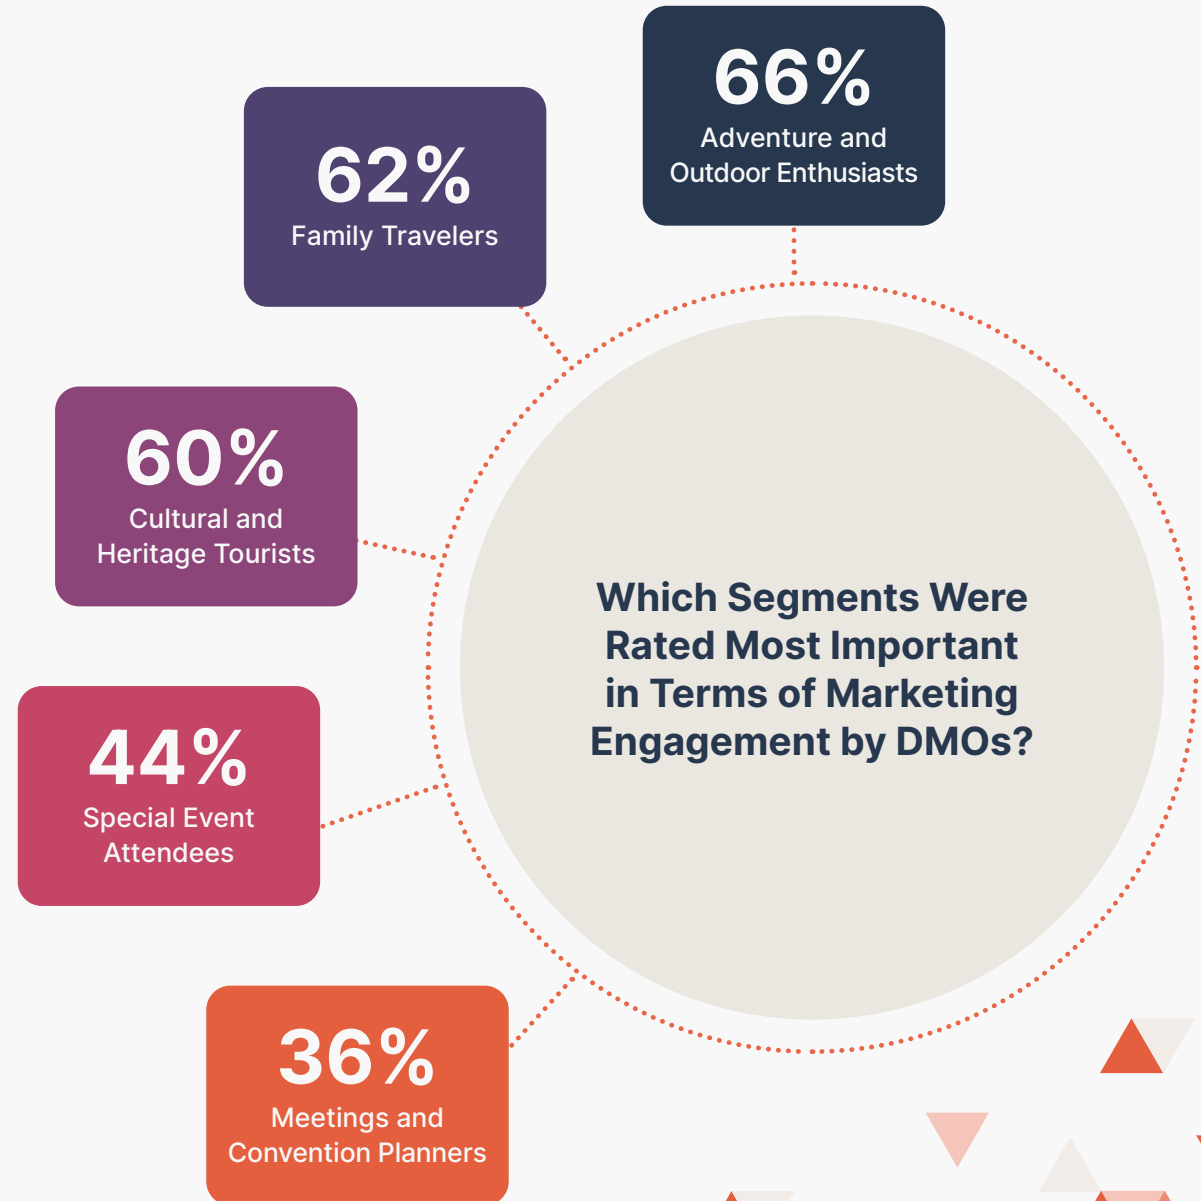 66%
Adventure and
Outdoor Enthusiasts
62%
Family Travelers
60%
Cultural and
Heritage Tourists
44%
Special Event
Attendees
36%
Meetings and
Convention Planners
Which Segments Were
Rated Most Important
in Terms of Marketing
Engagement by DMOs?